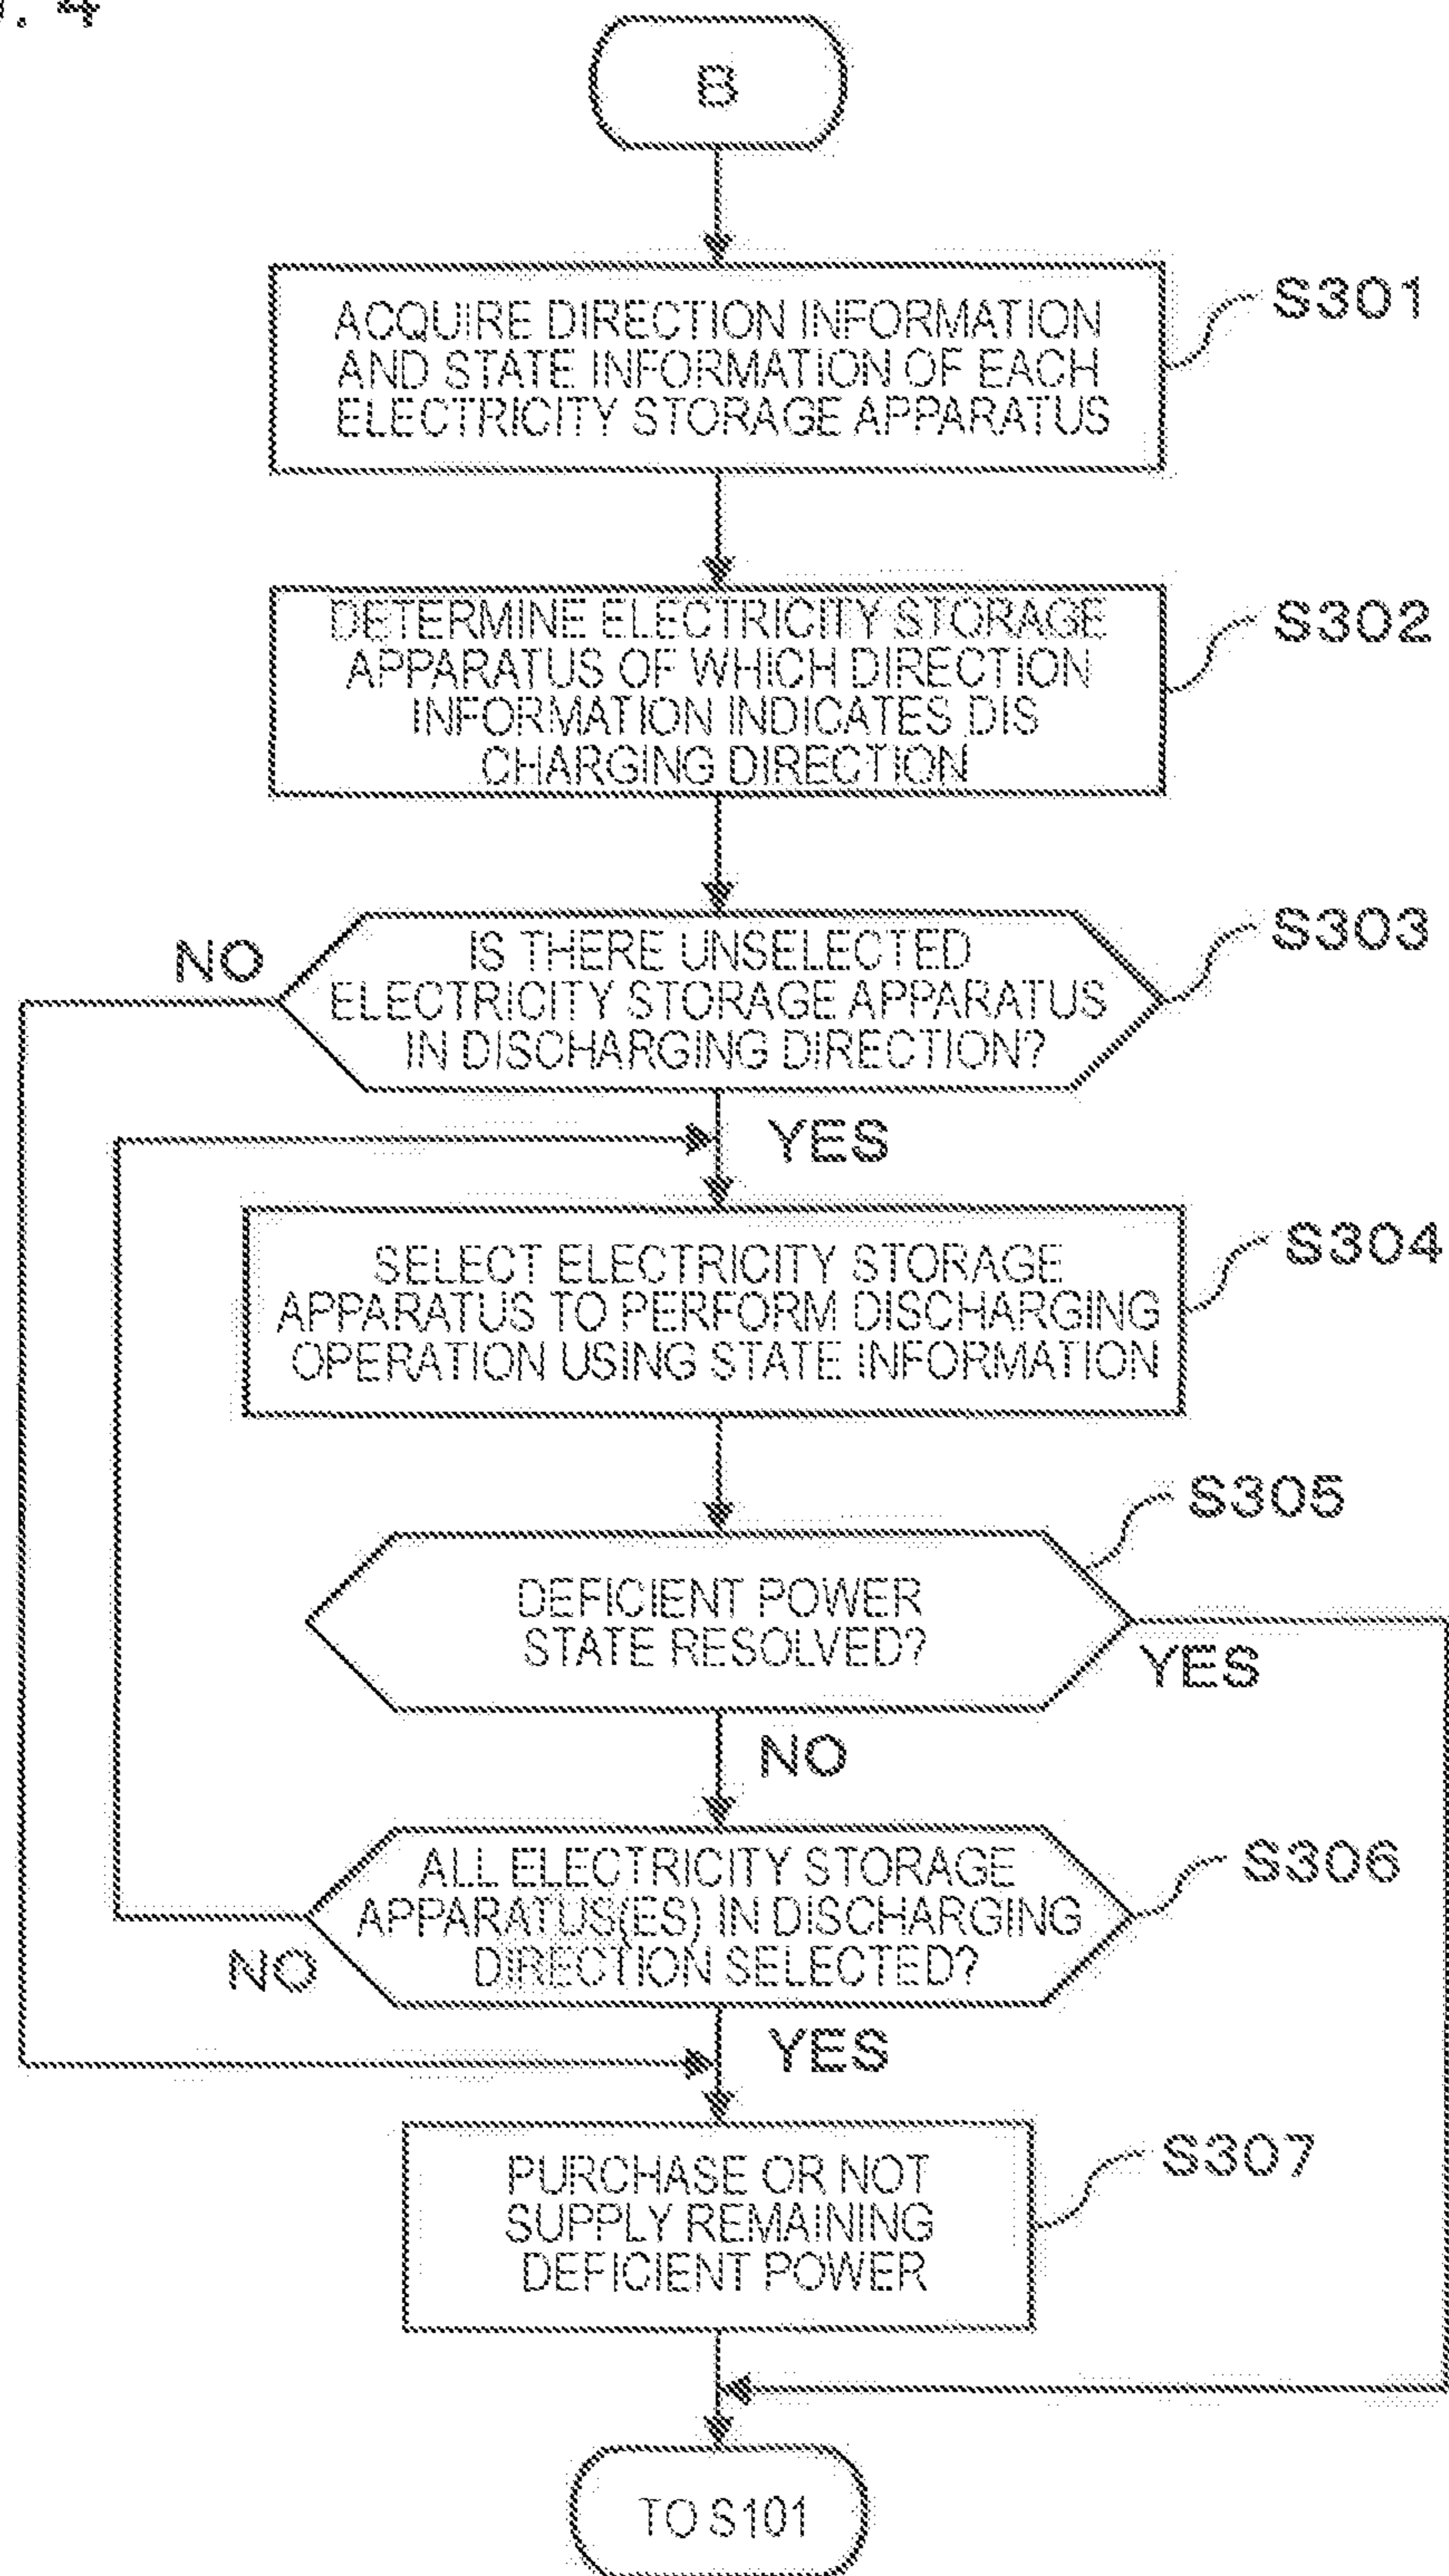 . 4
B
ACQUIRE DIRECTION INFORMATION
AND STATE INFORMATION OF EACH
ELECTRICITY STORAGE APPARATUS
S301
DETERMINE ELECTRICITY STORAGE
APPARATUS OF WHICH DIRECTION
INFORMATION INDICATES DIS
CHARGING DIRECTION
S302
NO
IS THERE UNSELECTED
ELECTRICITY STORAGE APPARATUS
IN DISCHARGING DIRECTION?
S303
YES
SELECT ELECTRICITY STORAGE
APPARATUS TO PERFORM DISCHARGING
OPERATION USING STATE INFORMATION
S304
S305
DEFICIENT POWER
STATE RESOLVED?
YES
NO
ALL ELECTRICITY STORAGE
APPARATUS(ES) IN DISCHARGING
DIRECTION SELECTED?
S306
NO
YES
PURCHASE OR NOT
SUPPLY REMAINING
DEFICIENT POWER
S307
TO S101